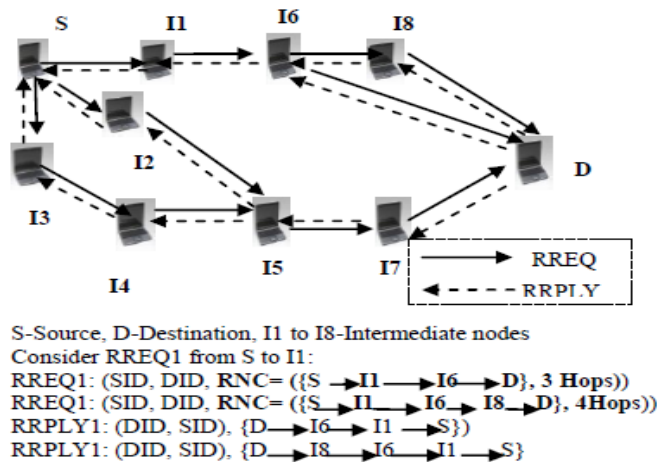 S I1 I6 I8
I2 D
I3
I4 I5 I7
RREQ
RRPLY
S-Source, D-Destination, I1 to I8-Intermediate nodes
Consider RREQ1 from S to I1:
RREQ1: (SID, DID, RNC= ({S → I1 → I6 → D}, 3 Hops))
RREQ1: (SID, DID, RNC= ({S → I1 → I6 → I8 → D}, 4Hops))
RRPLY1: (DID, SID), {D → I6 → I1 → S})
RRPLY1: (DID, SID), {D → I8 → I6 → I1 → S}